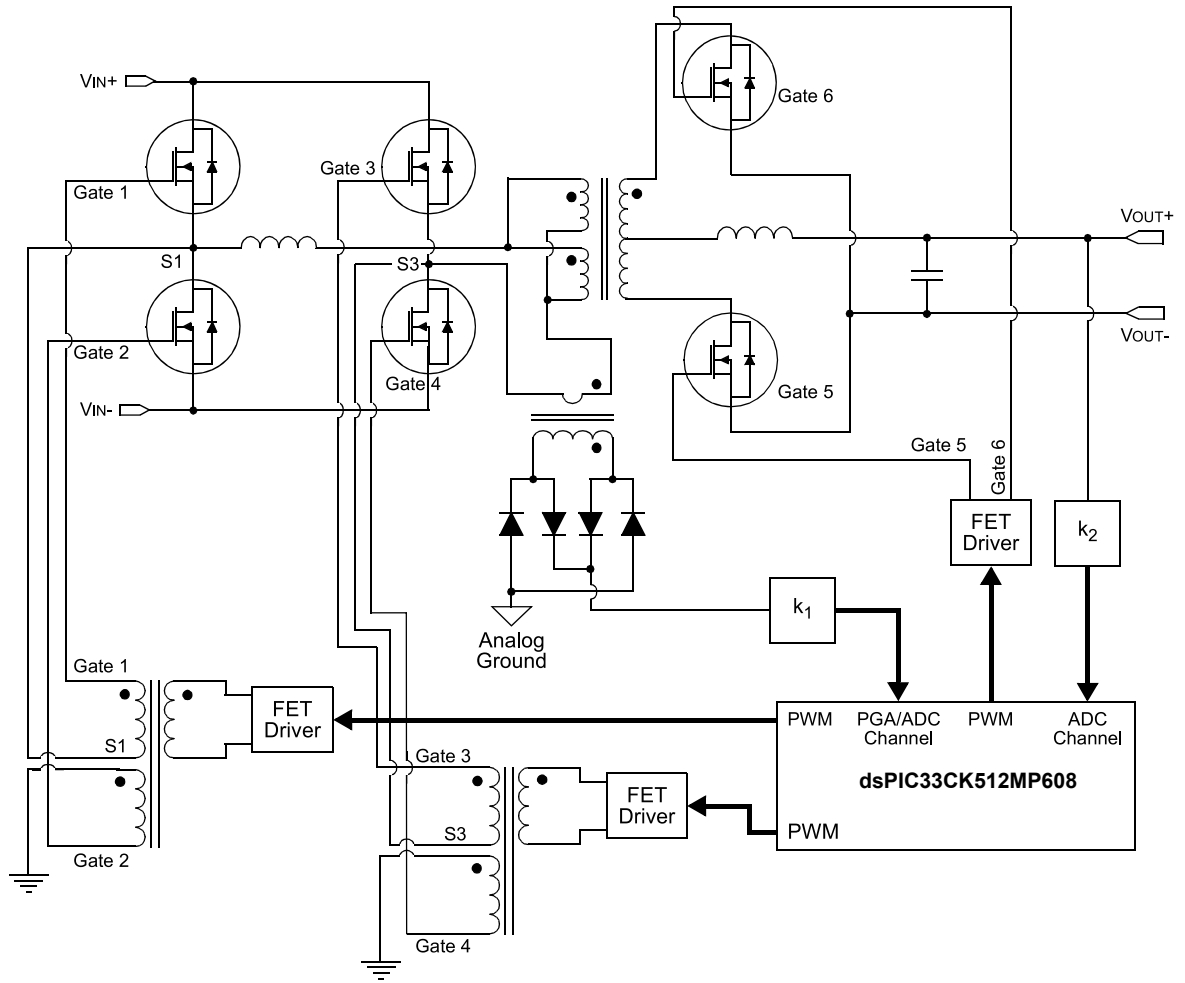 VIN+
Gate 1
Gate 3
Gate 6
VOUT+
S1
S3
Gate 2
Gate 4
VIN-
VOUT-
Gate 5
Gate 5
Gate 6
FET
Driver
k2
k1
Analog
Ground
Gate 1
S1
Gate 2
FET
Driver
Gate 3
S3
Gate 4
FET
Driver
PWM
PGA/ADC
Channel
PWM
ADC
Channel
dsPIC33CK512MP608
PWM